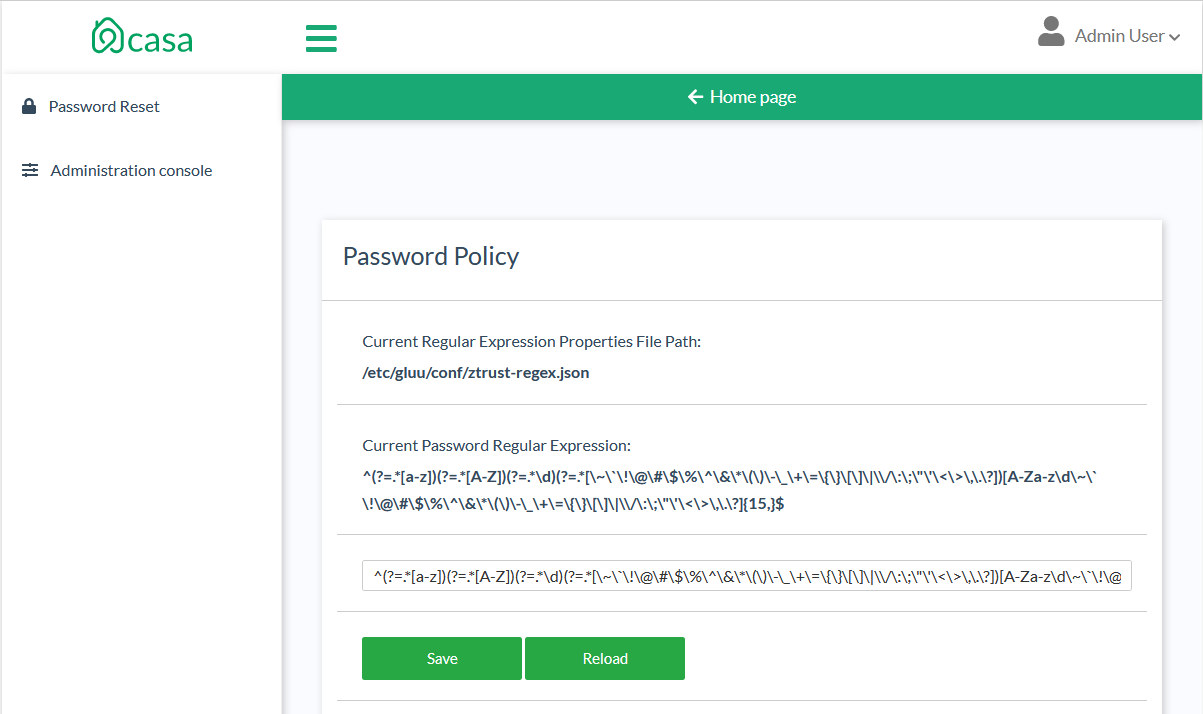 casa
Admin User
Password Reset
Home page
Administration console
Password Policy
Current Regular Expression Properties File Path:
/etc/gluu/conf/ztrust-regex.json
Current Password Regular Expression:
^(?=.*[a-z])(?=.*[A-Z])(?=.*\d)(?=.*[\~\`\!\@\#\$\%\^\&\*\(\)\-\_\+\=\{\}\[\]\|\\/\:\;\"\'\<\>\,\.\?])[A-Za-z\d\~\`
\!\@\#\$\%\^\&\*\(\)\-\_\+\=\{\}\[\]\|\\/\:\;\"\'\<\>\,\.\?]{15,}$
^(?=.*[a-z])(?=.*[A-Z])(?=.*\d)(?=.*[\~\`\!\@\#\$\%\^\&\*\(\)\-\_\+\=\{\}\[\]\|\\/\:\;\"\'\<\>\,\.\?])[A-Za-z\d\~\`\!\@
Save
Reload